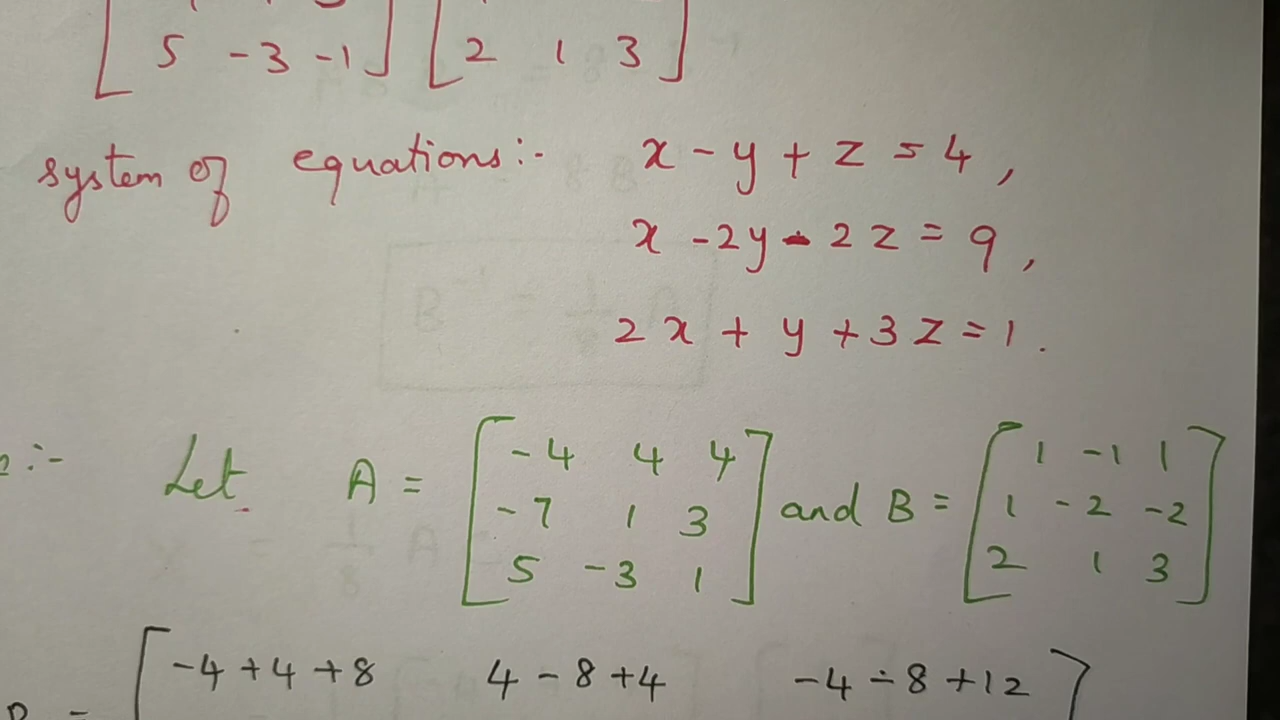 5 -3 -1] [2 1 3]
system of equations:- x - y + z = 4,
x - 2y - 2z = 9,
2x + y + 3z = 1.
:- Let A = [-4 4 4
-7 1 3
5 -3 1] and B = [1 -1 1
1 -2 -2
2 1 3]
-4+4+8 4-8+4 -4-8+12